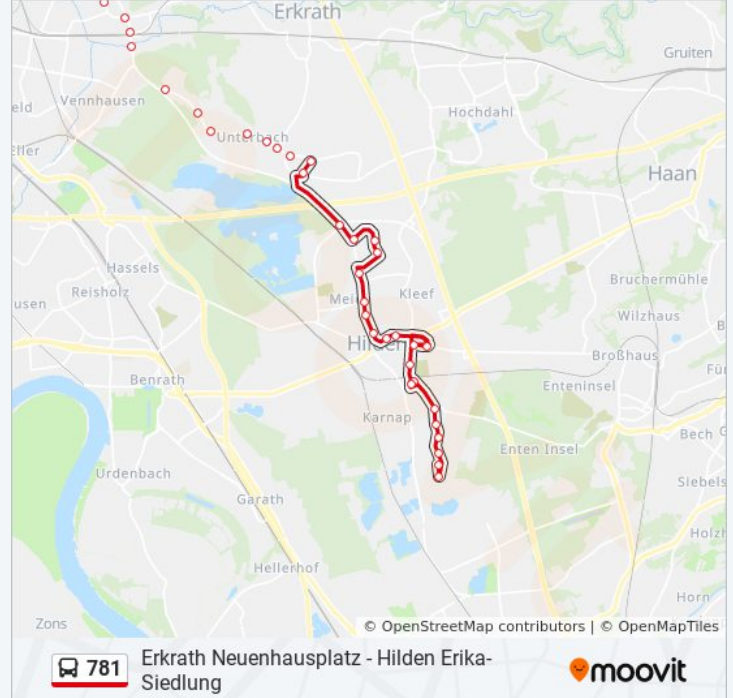 Erkrath
Gruiten
Vennhausen
eld
Hochdahl
Unterbach
Eller
Haan
Hassels
Reisholz
usen
Kleef
Bruchermühle
Wilzhaus
B
Hilden
Broßhaus
Benrath
Enteninsel
Karnap
Bech
Enten Insel
Urdenbach
Siebels
Garath
Holz
Hellerhof
Horn
Zons
© OpenStreetMap contributors | © OpenMapTiles
781
Erkrath Neuenhausplatz - Hilden Erika-
Siedlung
moovit